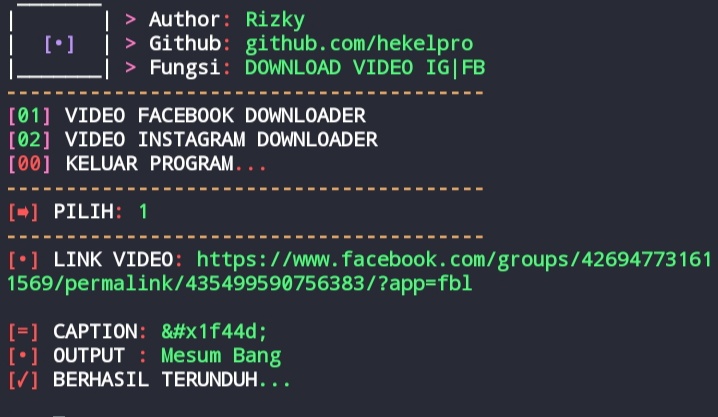 > Author: Rizky
[•] > Github: github.com/hekelpro
> Fungsi: DOWNLOAD VIDEO IG|FB
----------------------------------------
[01] VIDEO FACEBOOK DOWNLOADER
[02] VIDEO INSTAGRAM DOWNLOADER
[00] KELUAR PROGRAM...
----------------------------------------
[➡] PILIH: 1
----------------------------------------
[•] LINK VIDEO: https://www.facebook.com/groups/42694773161
1569/permalink/435499590756383/?app=fbl
[=] CAPTION: &#x1f44d;
[•] OUTPUT : Mesum Bang
[✓] BERHASIL TERUNDUH...